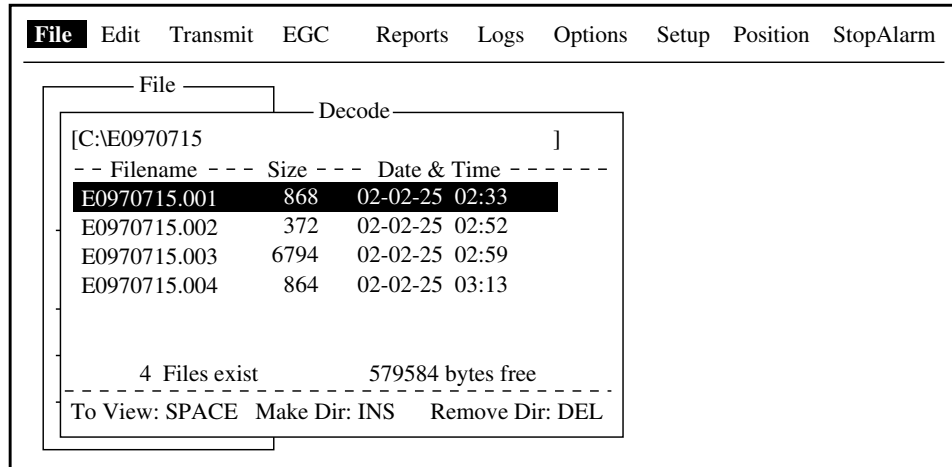 File Edit Transmit EGC Reports Logs Options Setup Position StopAlarm
File
Decode
[C:\E0970715 ]
- - Filename - - - Size - - - Date & Time - - - - - -
E0970715.001 868 02-02-25 02:33
E0970715.002 372 02-02-25 02:52
E0970715.003 6794 02-02-25 02:59
E0970715.004 864 02-02-25 03:13
4 Files exist 579584 bytes free
To View: SPACE Make Dir: INS Remove Dir: DEL